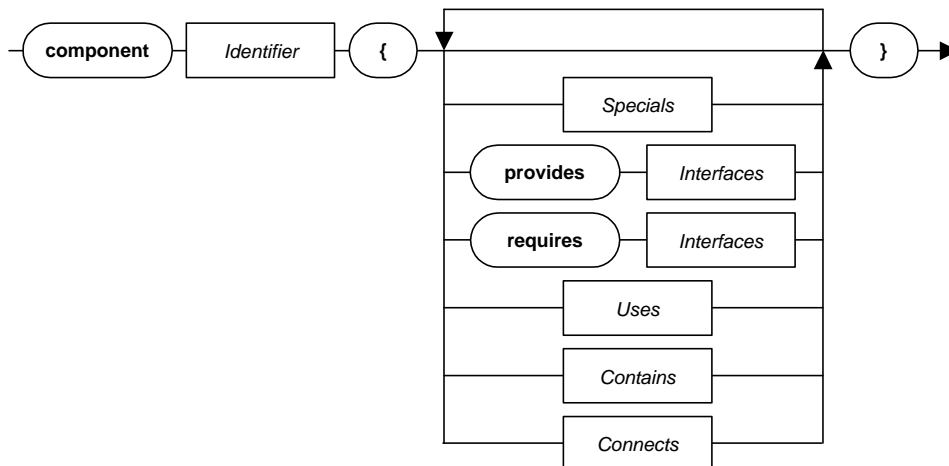 component Identifier { }
Specials
provides Interfaces
requires Interfaces
Uses
Contains
Connects